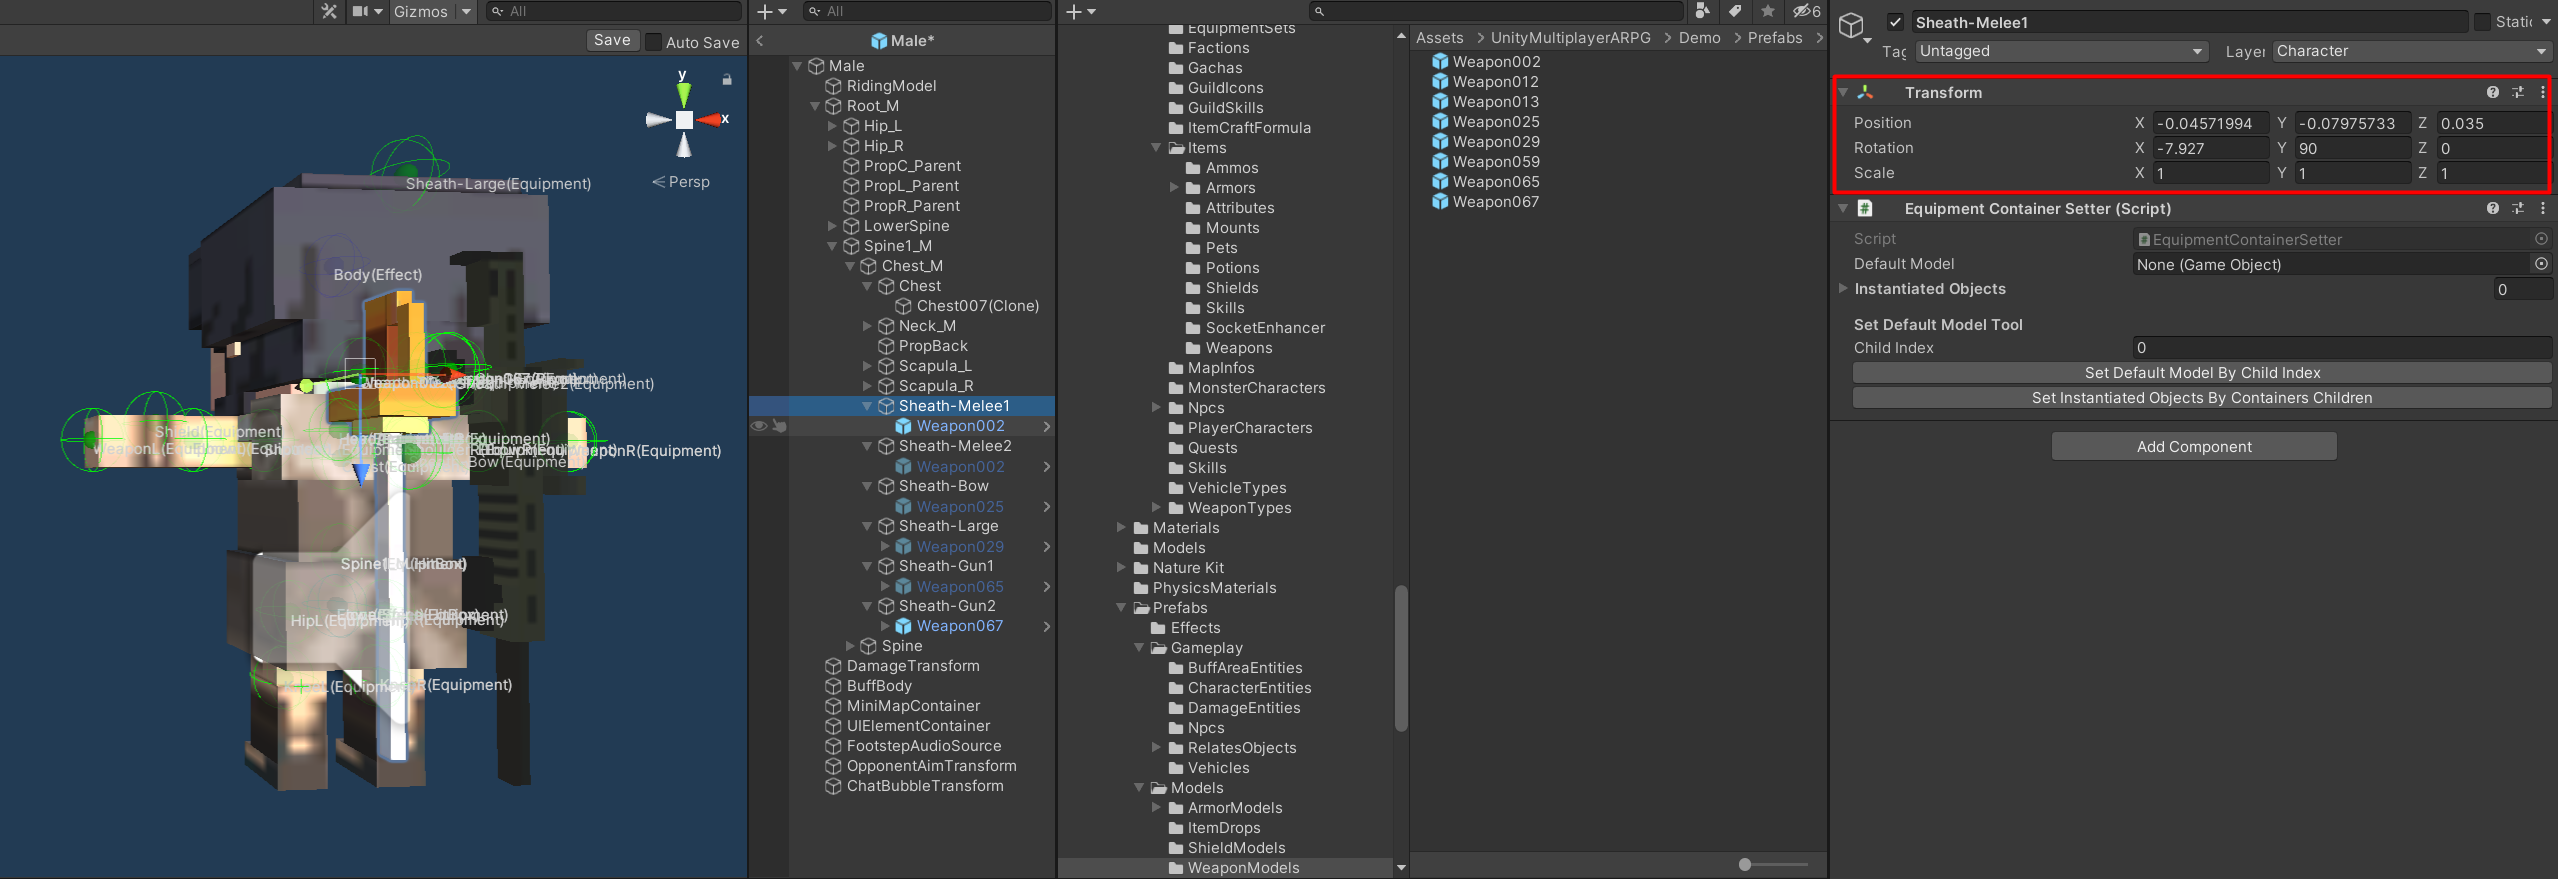 Gizmos
All
Save
Auto Save
y
x
Persp
Sheath-Large(Equipment)
Body(Effect)
Shield(Equipment)
HipL(Equipment)
All
Male*
Male
RidingModel
Root_M
Hip_L
Hip_R
PropC_Parent
PropL_Parent
PropR_Parent
LowerSpine
Spine1_M
Chest_M
Chest
Chest007(Clone)
Neck_M
PropBack
Scapula_L
Scapula_R
Sheath-Melee1
Weapon002
Sheath-Melee2
Weapon002
Sheath-Bow
Weapon025
Sheath-Large
Weapon029
Sheath-Gun1
Weapon065
Sheath-Gun2
Weapon067
Spine
DamageTransform
BuffBody
MiniMapContainer
UIElementContainer
FootstepAudioSource
OpponentAimTransform
ChatBubbleTransform
6
EquipmentSets
Factions
Gachas
GuildIcons
GuildSkills
ItemCraftFormula
Items
Ammos
Armors
Attributes
Mounts
Pets
Potions
Shields
Skills
SocketEnhancer
Weapons
MapInfos
MonsterCharacters
Npcs
PlayerCharacters
Quests
Skills
VehicleTypes
WeaponTypes
Materials
Models
Nature Kit
PhysicsMaterials
Prefabs
Effects
Gameplay
BuffAreaEntities
CharacterEntities
DamageEntities
Npcs
RelatesObjects
Vehicles
Models
ArmorModels
ItemDrops
ShieldModels
WeaponModels
Assets > UnityMultiplayerARPG > Demo > Prefabs >
Weapon002
Weapon012
Weapon013
Weapon025
Weapon029
Weapon059
Weapon065
Weapon067
Sheath-Melee1 Static
Tag Untagged Layer Character
Transform
Position X -0.04571994 Y -0.07975733 Z 0.035
Rotation X -7.927 Y 90 Z 0
Scale X 1 Y 1 Z 1
Equipment Container Setter (Script)
Script EquipmentContainerSetter
Default Model None (Game Object)
Instantiated Objects 0
Set Default Model Tool
Child Index 0
Set Default Model By Child Index
Set Instantiated Objects By Containers Children
Add Component